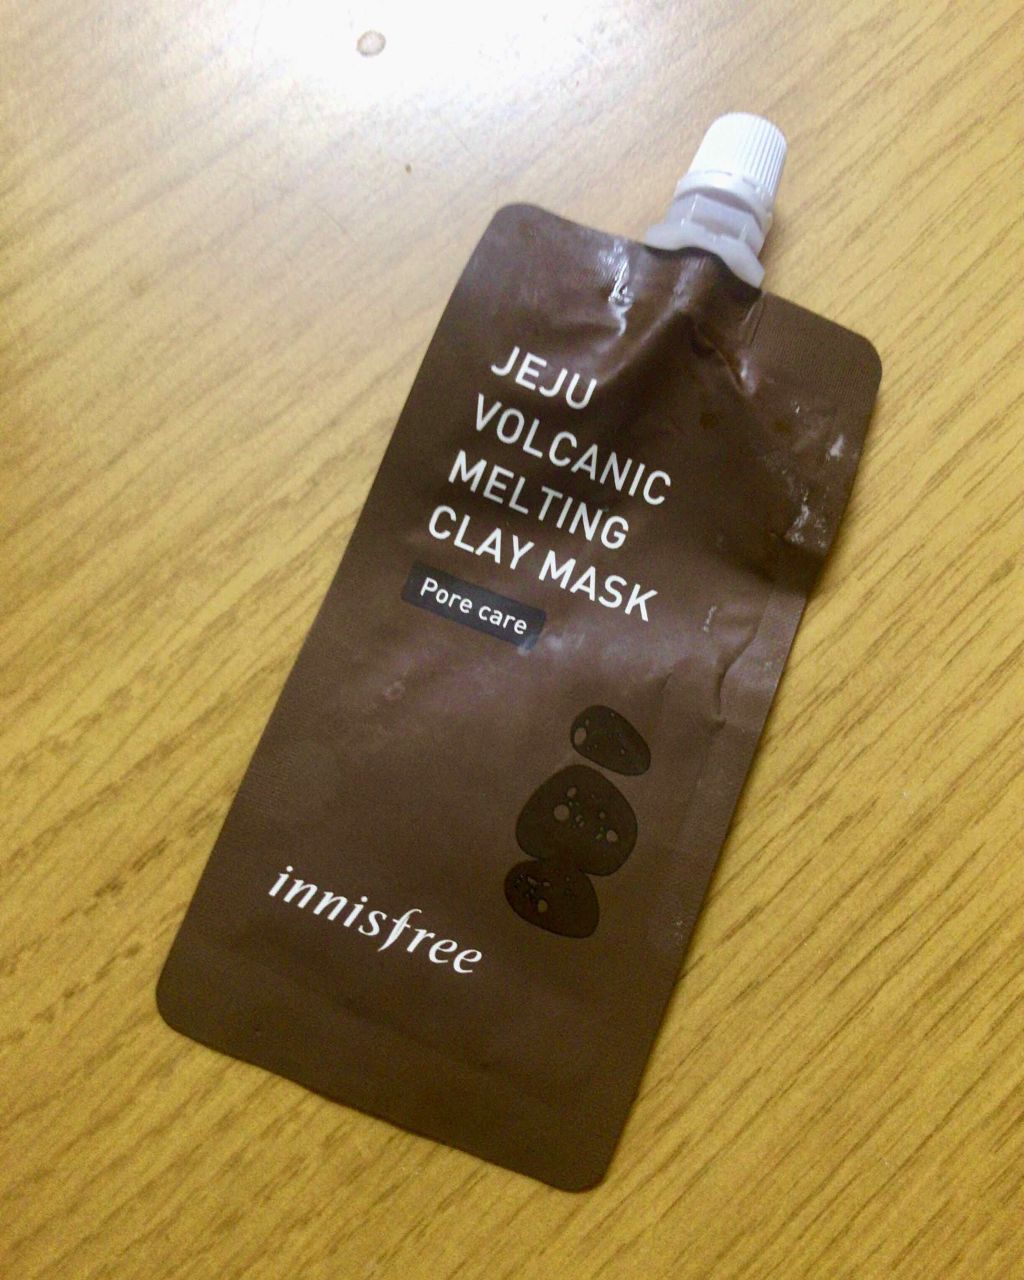 JEJU
VOLCANIC
MELTING
CLAY MASK
Pore care
innisfree